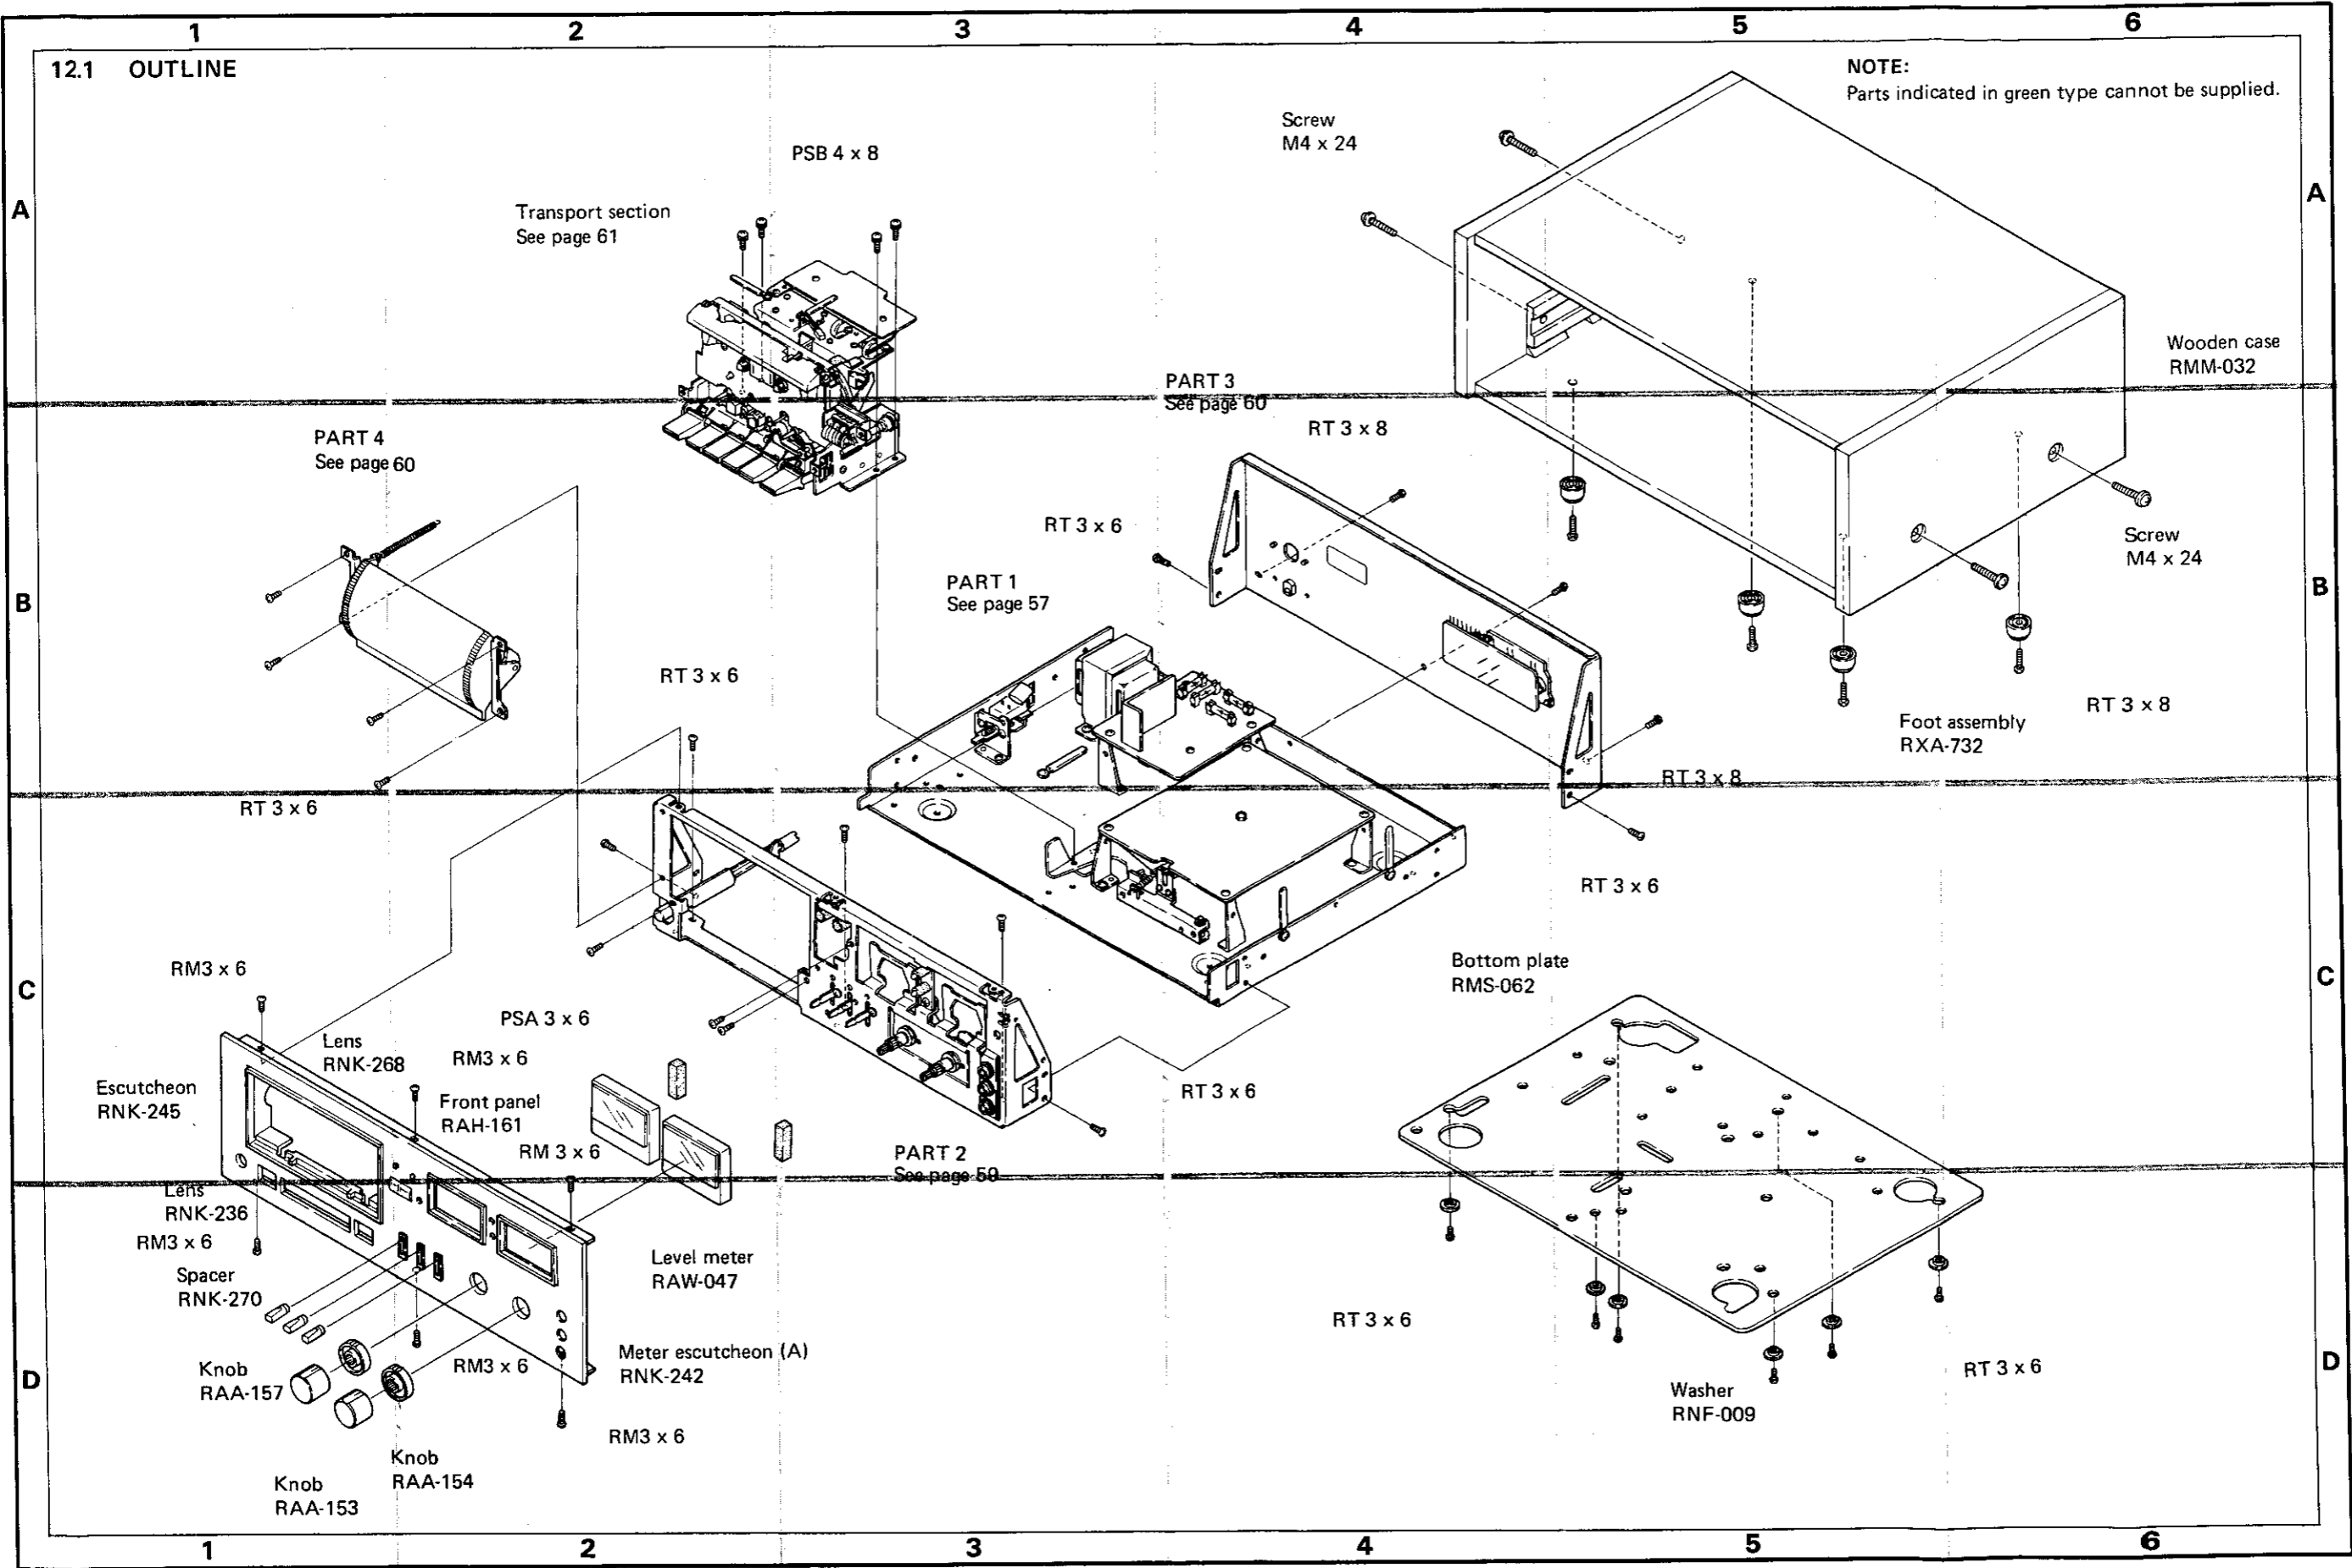 1 2 3 4 5 6
12.1 OUTLINE
NOTE:
Parts indicated in green type cannot be supplied.
A
A
Screw
M4 x 24
PSB 4 x 8
Transport section
See page 61
Wooden case
RMM-032
PART 3
See page 60
RT 3 x 8
PART 4
See page 60
RT 3 x 6
Screw
M4 x 24
B
B
PART 1
See page 57
RT 3 x 6
RT 3 x 8
Foot assembly
RXA-732
RT 3 x 8
RT 3 x 6
RT 3 x 6
C
C
RM3 x 6
Bottom plate
RMS-062
PSA 3 x 6
Lens
RNK-268
RM3 x 6
Escutcheon
RNK-245
Front panel
RAH-161
RT 3 x 6
RM 3 x 6
PART 2
See page 59
Lens
RNK-236
RM3 x 6
Spacer
RNK-270
Level meter
RAW-047
RT 3 x 6
Knob
RAA-157
RM3 x 6
Meter escutcheon (A)
RNK-242
RT 3 x 6
D
D
Washer
RNF-009
RM3 x 6
Knob
RAA-154
Knob
RAA-153
1 2 3 4 5 6